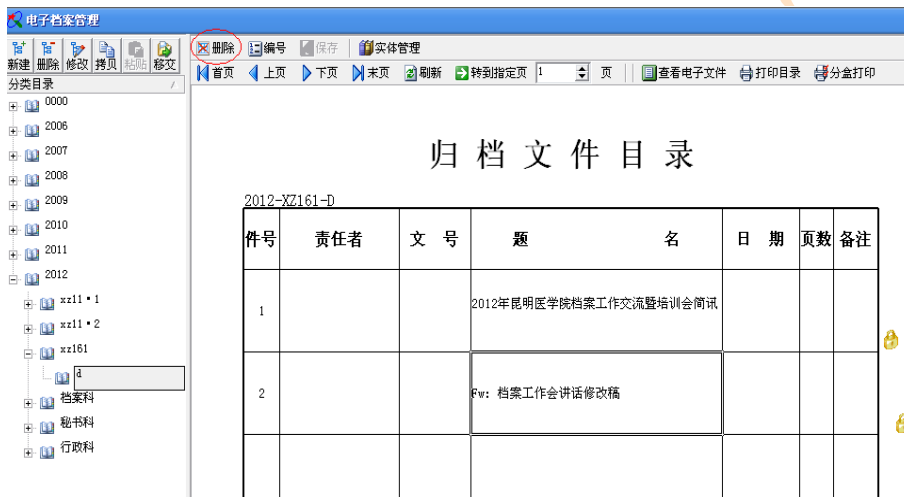 电子档案管理
新建 删除 修改 拷贝 粘贴 移交
删除 编号 保存 实体管理
首页 上页 下页 末页 刷新 转到指定页 1 页 查看电子文件 打印目录 分盒打印
分类目录
0000
2006
2007
2008
2009
2010
2011
2012
xz11·1
xz11·2
xz161
d
档案科
秘书科
行政科
归档文件目录
2012-XZ161-D
件号 责任者 文 号 题 名 日 期 页数 备注
1 2012年昆明医学院档案工作交流暨培训会简讯
2 Fw: 档案工作会讲话修改稿